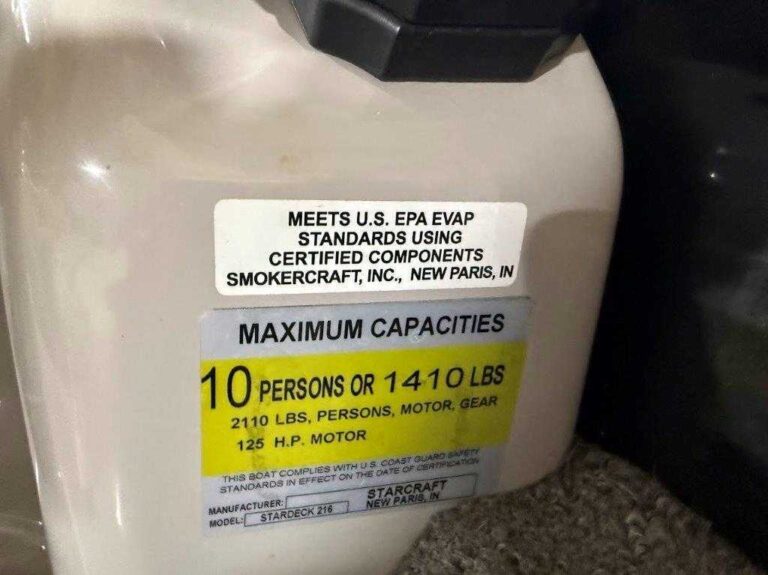 MEETS U.S. EPA EVAP
STANDARDS USING
CERTIFIED COMPONENTS
SMOKERCRAFT, INC., NEW PARIS, IN
MAXIMUM CAPACITIES
10 PERSONS OR 1410 LBS
2110 LBS, PERSONS, MOTOR, GEAR
125 H.P. MOTOR
THIS BOAT COMPLIES WITH U S. COAST GUARD SAFETY
STANDARDS IN EFFECT ON THE DATE OF CERTIFICATION
MANUFACTURER: STARCRAFT
NEW PARIS, IN
MODEL: STARDECK 216